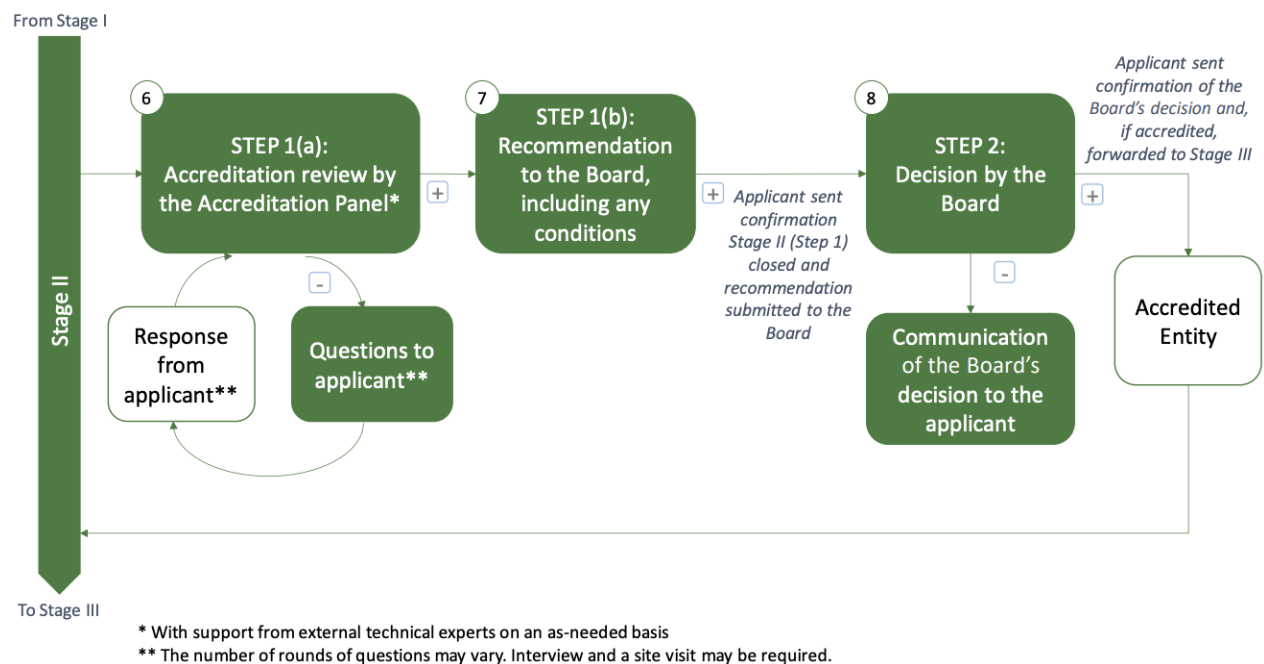 From Stage I
Stage II
To Stage III
6
STEP 1(a):
Accreditation review by
the Accreditation Panel*
+
-
Response
from
applicant**
Questions to
applicant**
7
STEP 1(b):
Recommendation
to the Board,
including any
conditions
+
Applicant sent
confirmation
Stage II (Step 1)
closed and
recommendation
submitted to the
Board
8
STEP 2:
Decision by the
Board
+
-
Communication
of the Board's
decision to the
applicant
Applicant sent
confirmation of the
Board's decision and,
if accredited,
forwarded to Stage III
Accredited
Entity
* With support from external technical experts on an as-needed basis
** The number of rounds of questions may vary. Interview and a site visit may be required.